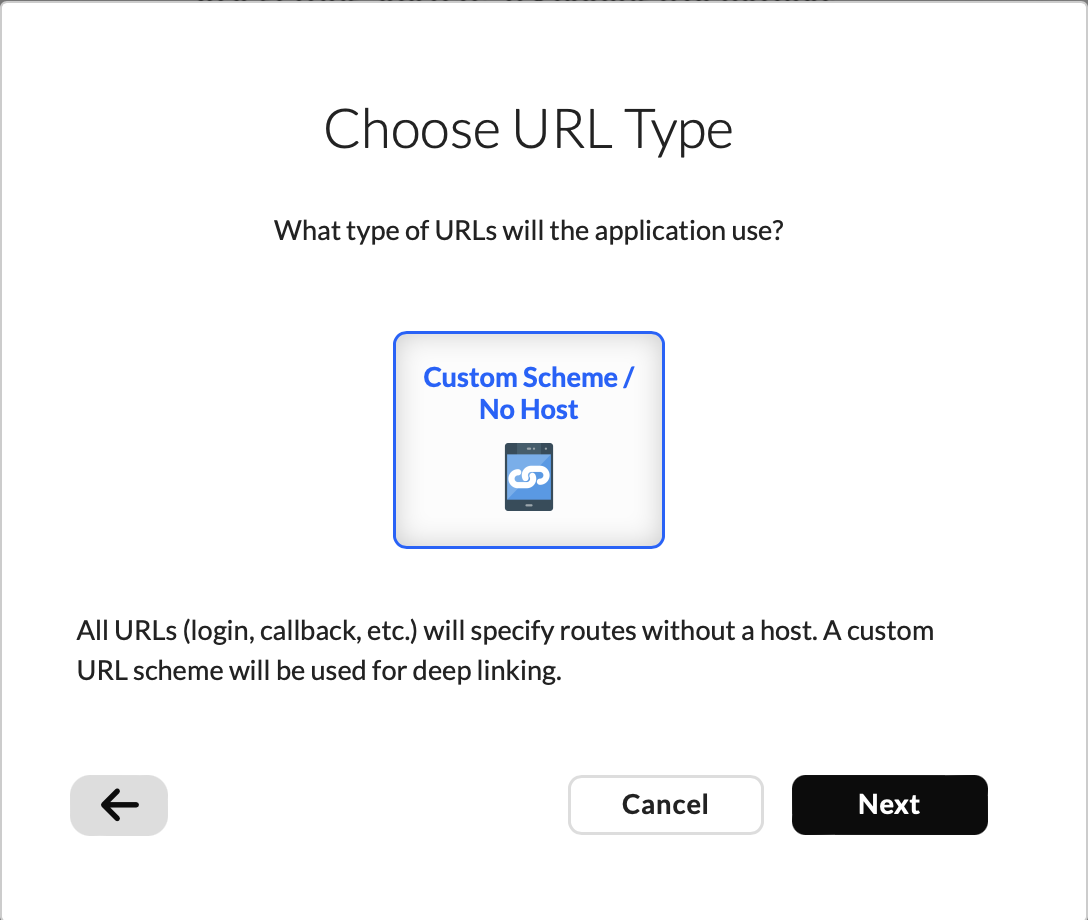 Choose URL Type
What type of URLs will the application use?
Custom Scheme /
No Host
All URLs (login, callback, etc.) will specify routes without a host. A custom
URL scheme will be used for deep linking.
Cancel
Next